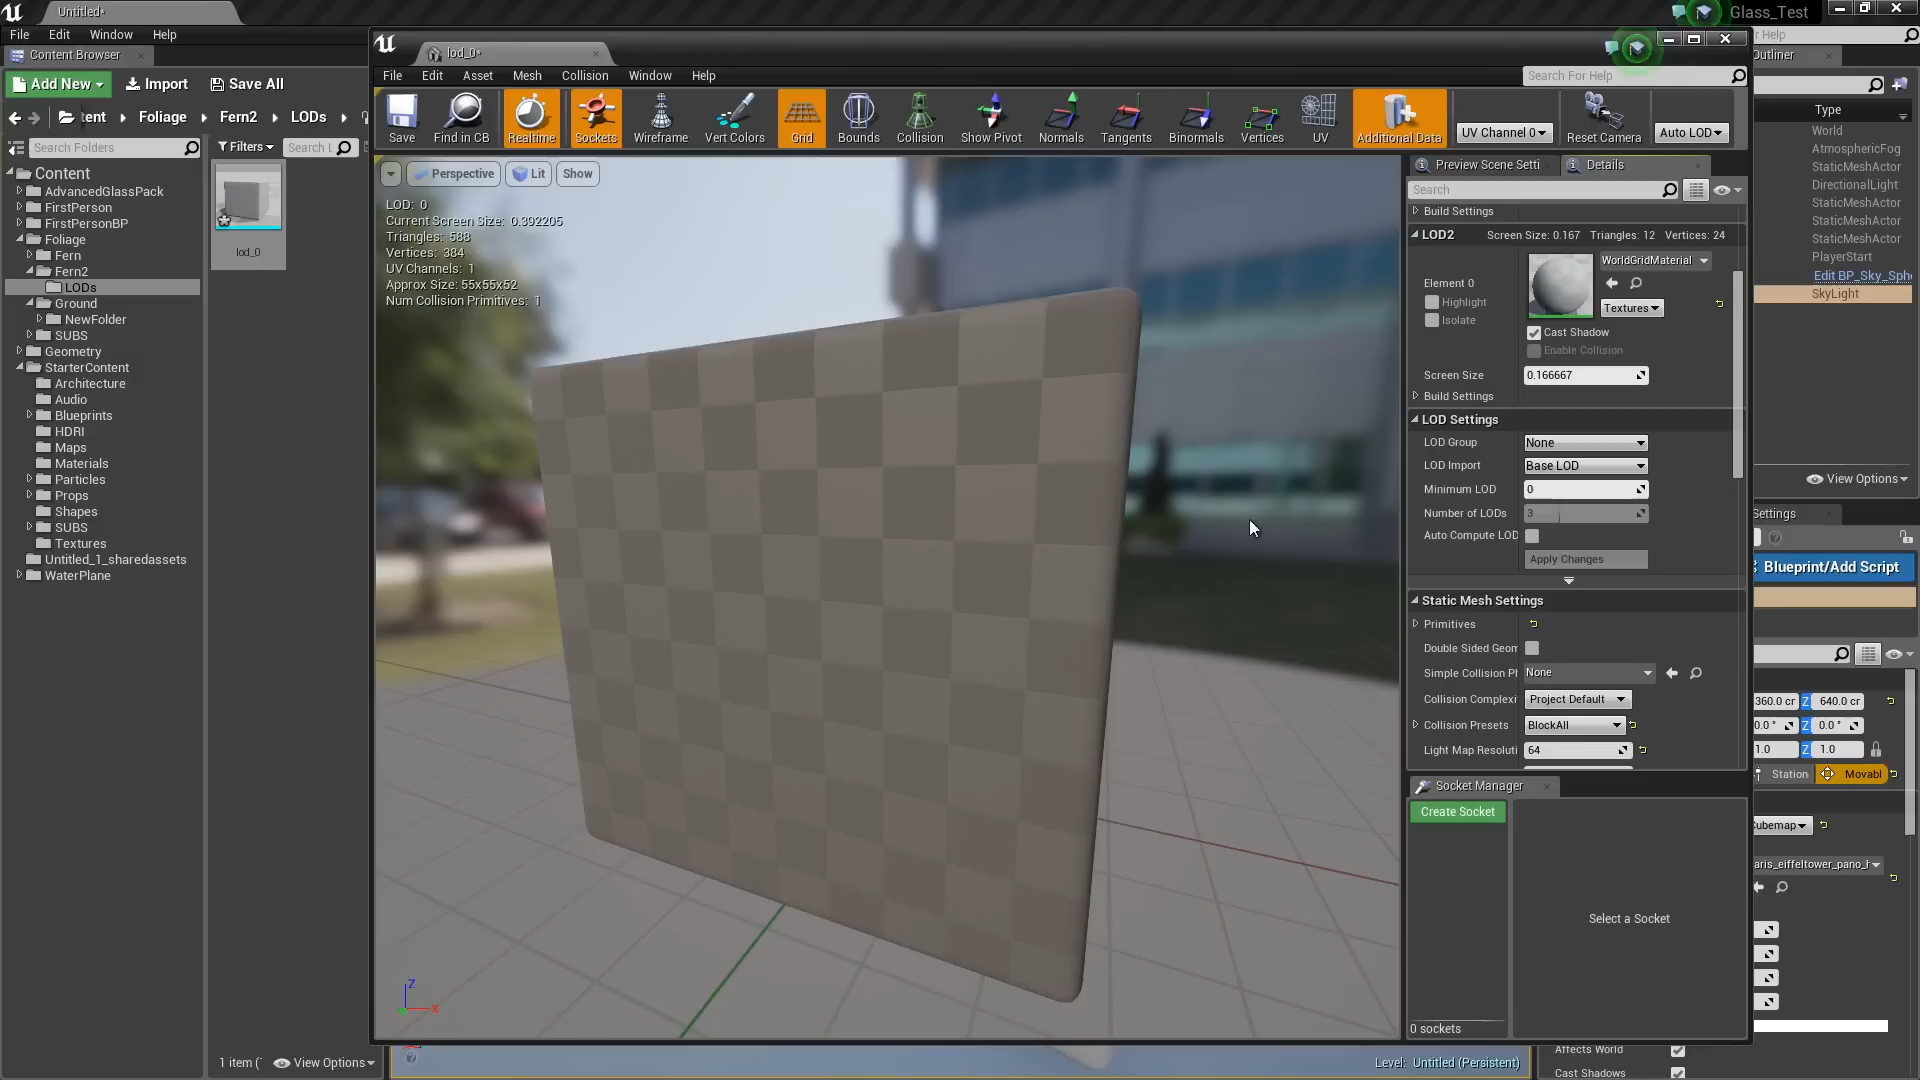 Untitled*
Glass_Test
File Edit Window Help
Content Browser
Add New
Import
Save All
tent Foliage Fern2 LODs
Search Folders
Filters
Search L
Content
AdvancedGlassPack
FirstPerson
FirstPersonBP
Foliage
Fern
Fern2
LODs
Ground
NewFolder
SUBS
Geometry
StarterContent
Architecture
Audio
Blueprints
HDRI
Maps
Materials
Particles
Props
Shapes
SUBS
Textures
Untitled_1_sharedassets
WaterPlane
lod_0
1 item (
View Options
lod_0*
File Edit Asset Mesh Collision Window Help
Search For Help
Save
Find in CB
Realtime
Sockets
Wireframe
Vert Colors
Grid
Bounds
Collision
Show Pivot
Normals
Tangents
Binormals
Vertices
UV
Additional Data
UV Channel 0
Reset Camera
Auto LOD
Perspective
Lit
Show
LOD: 0
Current Screen Size: 0.392205
Triangles: 588
Vertices: 384
UV Channels: 1
Approx Size: 55x55x52
Num Collision Primitives: 1
Z
X
Preview Scene Setti
Details
Search
Build Settings
LOD2
Screen Size: 0.167 Triangles: 12 Vertices: 24
Element 0
Highlight
Isolate
WorldGridMaterial
Textures
Cast Shadow
Enable Collision
Screen Size
0.166667
Build Settings
LOD Settings
LOD Group None
LOD Import Base LOD
Minimum LOD 0
Number of LODs 3
Auto Compute LOD
Apply Changes
Static Mesh Settings
Primitives
Double Sided Geom
Simple Collision Ph None
Collision Complexi Project Default
Collision Presets BlockAll
Light Map Resoluti 64
Socket Manager
Create Socket
Select a Socket
0 sockets
Help
Outliner
Type
World
AtmosphericFog
StaticMeshActor
DirectionalLight
StaticMeshActor
StaticMeshActor
StaticMeshActor
PlayerStart
Edit BP_Sky_Sphe
SkyLight
View Options
Settings
Blueprint/Add Script
360.0 cr Z 640.0 cr
0.0 ° Z 0.0 °
1.0 Z 1.0
Station
Movabl
Cubemap
aris_eiffeltower_pano_h
Level: Untitled (Persistent)
Affects World
Cast Shadows